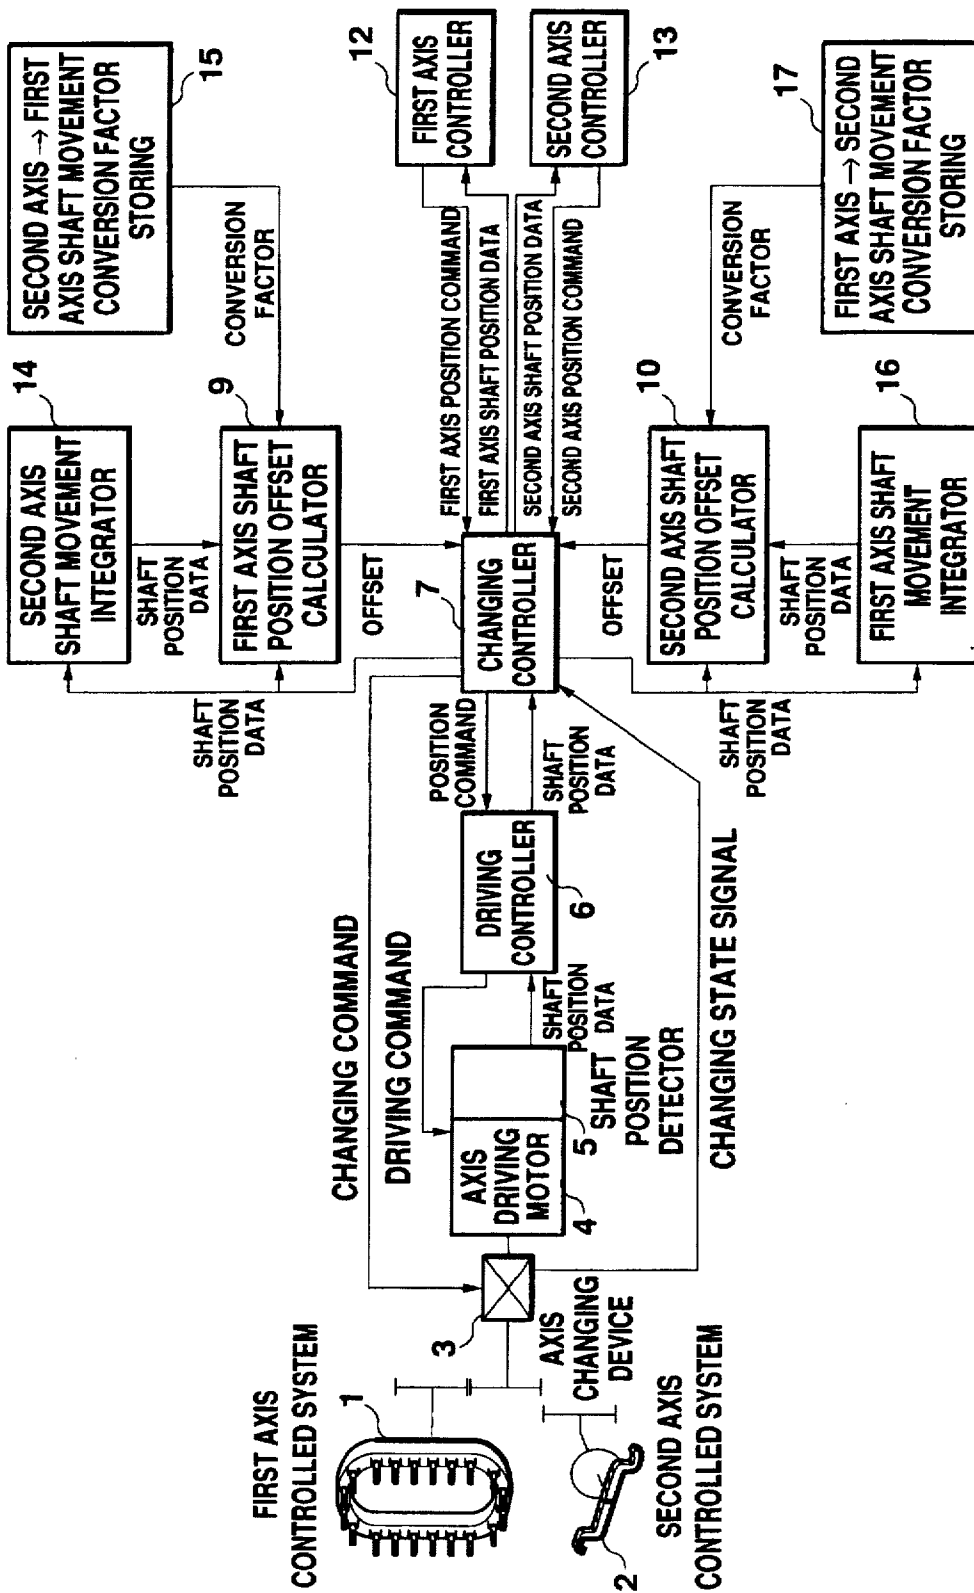 FIRST AXIS
CONTROLLED SYSTEM
1
SECOND AXIS
CONTROLLED SYSTEM
2
3
AXIS
CHANGING
DEVICE
CHANGING COMMAND
DRIVING COMMAND
AXIS
DRIVING
MOTOR
4
5
SHAFT
POSITION
DETECTOR
SHAFT
POSITION
DATA
DRIVING
CONTROLLER
6
CHANGING STATE SIGNAL
POSITION
COMMAND
SHAFT
POSITION
DATA
7
CHANGING
CONTROLLER
SHAFT
POSITION
DATA
SECOND AXIS
SHAFT MOVEMENT
INTEGRATOR
14
SHAFT
POSITION
DATA
FIRST AXIS SHAFT
POSITION OFFSET
CALCULATOR
9
OFFSET
SECOND AXIS → FIRST
AXIS SHAFT MOVEMENT
CONVERSION FACTOR
STORING
15
CONVERSION
FACTOR
FIRST AXIS POSITION COMMAND
FIRST AXIS SHAFT POSITION DATA
SECOND AXIS SHAFT POSITION DATA
SECOND AXIS POSITION COMMAND
FIRST AXIS
CONTROLLER
12
SECOND AXIS
CONTROLLER
13
OFFSET
SECOND AXIS SHAFT
POSITION OFFSET
CALCULATOR
10
SHAFT
POSITION
DATA
SHAFT
POSITION
DATA
FIRST AXIS SHAFT
MOVEMENT
INTEGRATOR
16
CONVERSION
FACTOR
FIRST AXIS → SECOND
AXIS SHAFT MOVEMENT
CONVERSION FACTOR
STORING
17